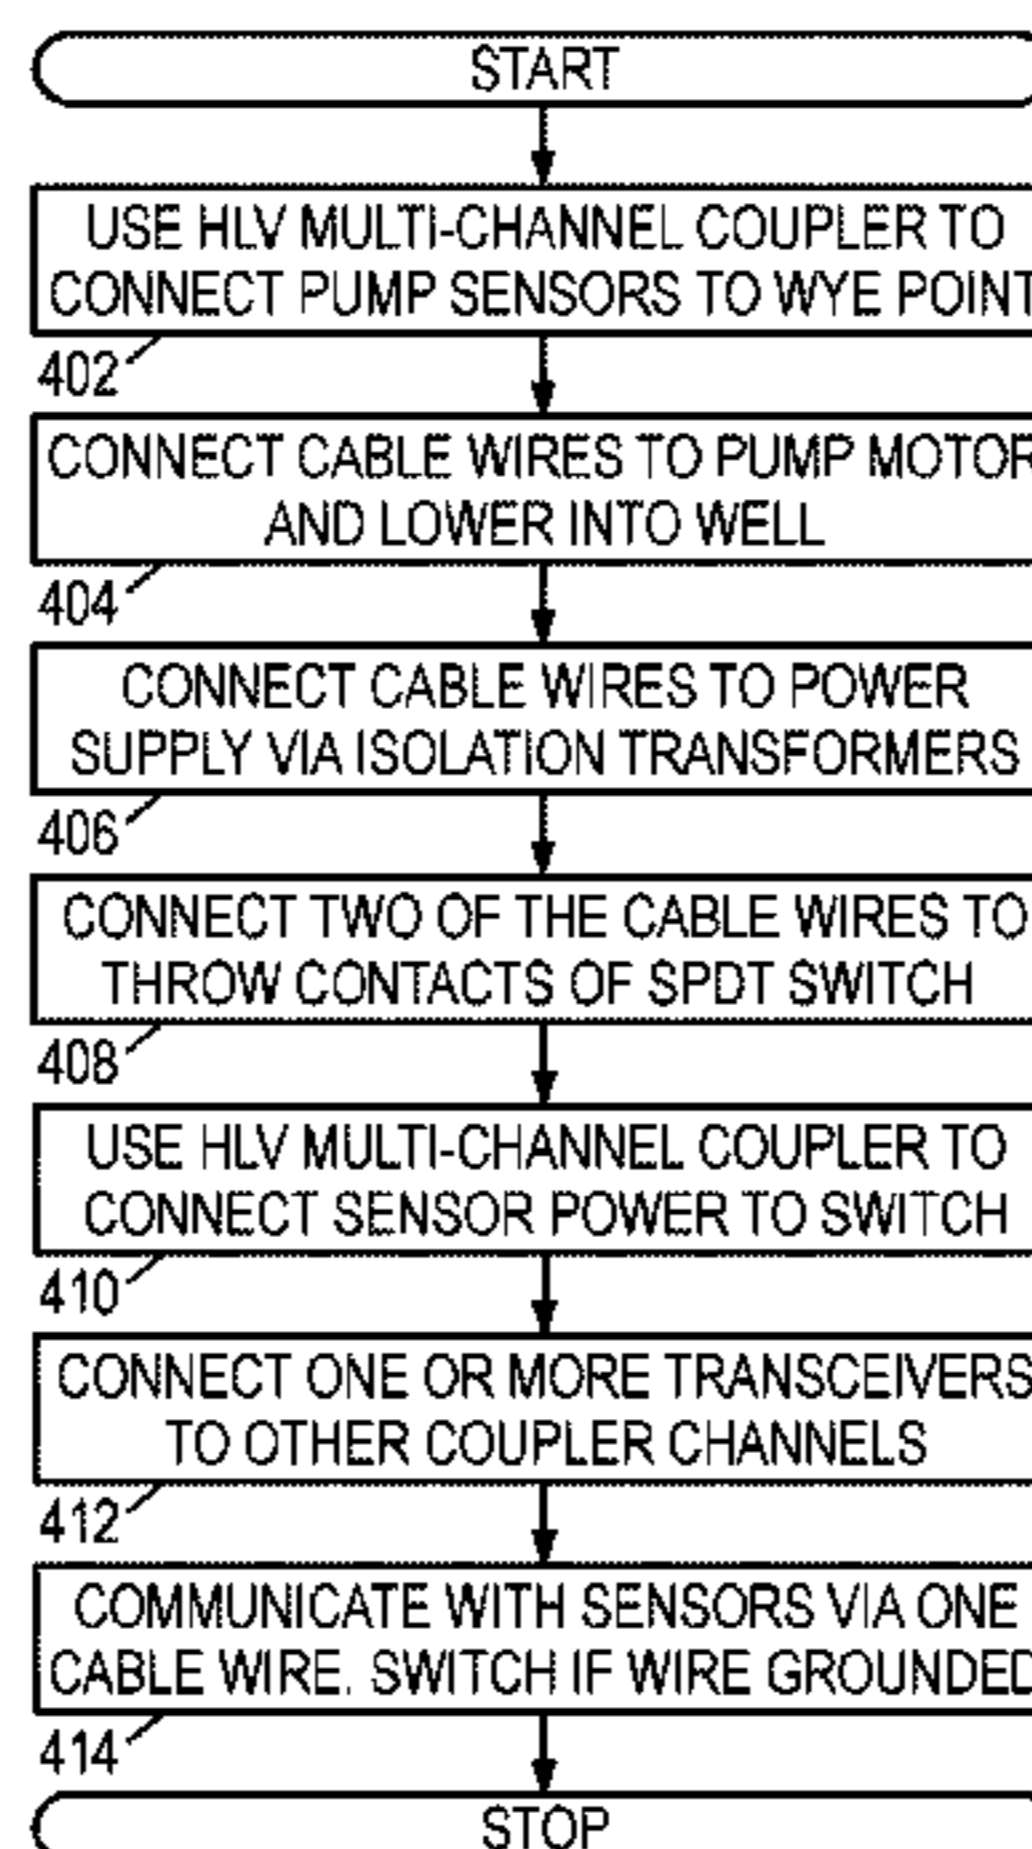 START
USE HLV MULTI-CHANNEL COUPLER TO
CONNECT PUMP SENSORS TO WYE POINT
402
CONNECT CABLE WIRES TO PUMP MOTOR
AND LOWER INTO WELL
404
CONNECT CABLE WIRES TO POWER
SUPPLY VIA ISOLATION TRANSFORMERS
406
CONNECT TWO OF THE CABLE WIRES TO
THROW CONTACTS OF SPDT SWITCH
408
USE HLV MULTI-CHANNEL COUPLER TO
CONNECT SENSOR POWER TO SWITCH
410
CONNECT ONE OR MORE TRANSCEIVERS
TO OTHER COUPLER CHANNELS
412
COMMUNICATE WITH SENSORS VIA ONE
CABLE WIRE. SWITCH IF WIRE GROUNDED
414
STOP